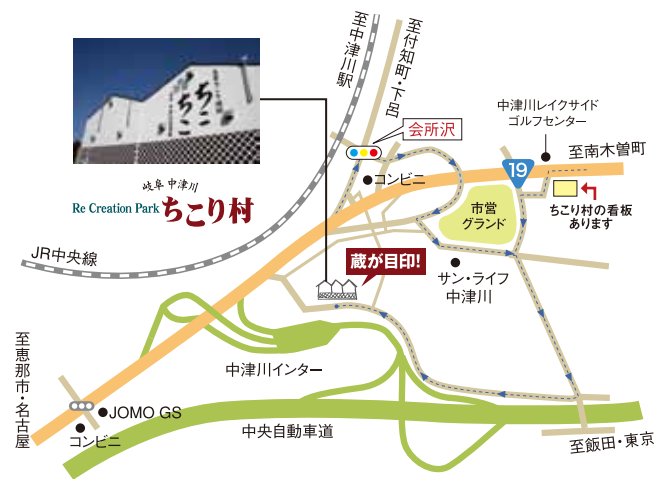 至中津川駅
至付知町・下呂
会所沢
中津川レイクサイド
ゴルフセンター
至南木曽町
19
コンビニ
市営
グランド
ちこり村の看板
あります
岐阜 中津川
Re Creation Park ちこり村
ちこ
ちこ
JR中央線
蔵が目印!
サン・ライフ
中津川
至恵那市・名古屋
中津川インター
JOMO GS
コンビニ
中央自動車道
至飯田・東京